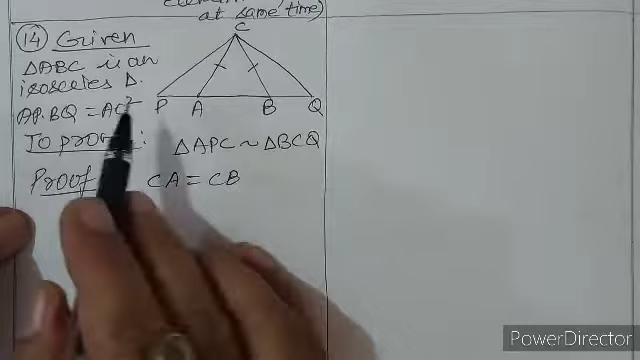 at same time)
14 Given
ΔABC is an
isosceles Δ.
AP.BQ = AC²
To prove: ΔAPC ~ ΔBCQ
Proof CA = CB
C
P A B Q
PowerDirector